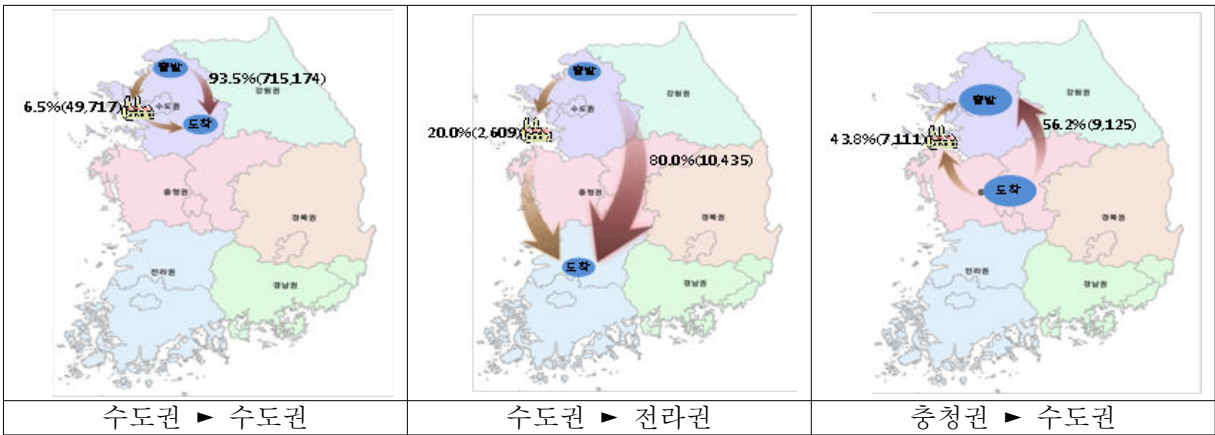 출발
93.5%(715,174)
강원권
6.5%(49,717)
수도권
도착
충청권
경북권
전라권
경남권
수도권 ► 수도권
출발
강원권
수도권
20.0%(2,609)
80.0%(10,435)
충청권
경북권
도착
전라권
경남권
수도권 ► 전라권
출발
강원권
43.8%(7,111)
56.2%(9,125)
도착
경북권
전라권
경남권
충청권 ► 수도권